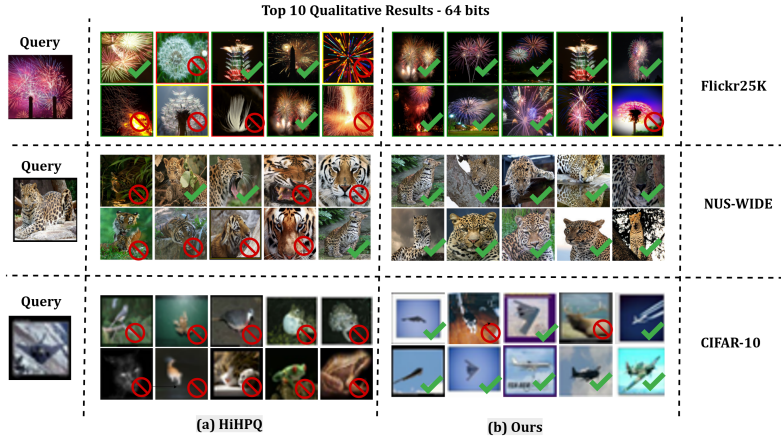 Top 10 Qualitative Results - 64 bits
Query
Flickr25K
Query
NUS-WIDE
Query
CIFAR-10
(a) HiHPQ
(b) Ours